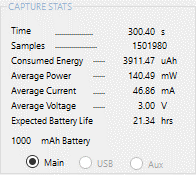 CAPTURE STATS
Time 300.40 s
Samples 1501980
Consumed Energy 3911.47 uAh
Average Power 140.49 mW
Average Current 46.86 mA
Average Voltage 3.00 V
Expected Battery Life 21.34 hrs
1000 mAh Battery
Main USB Aux